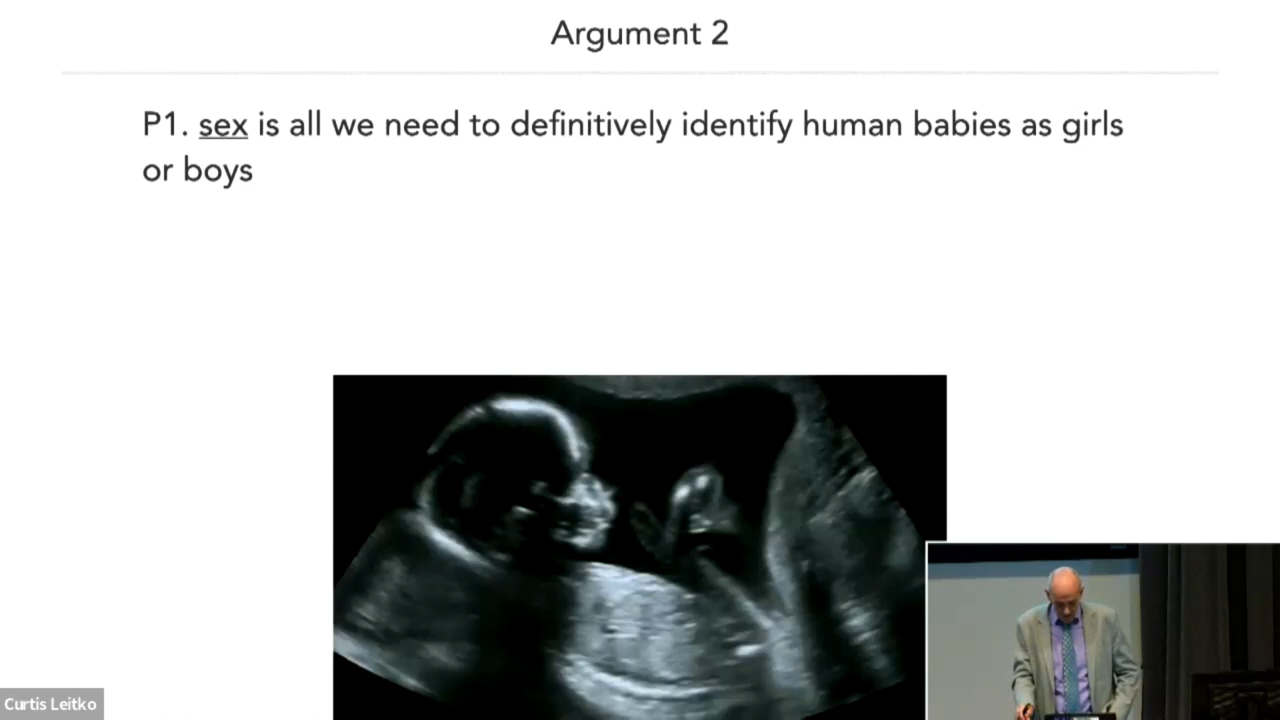 Argument 2
P1. sex is all we need to definitively identify human babies as girls
or boys
Curtis Leitko